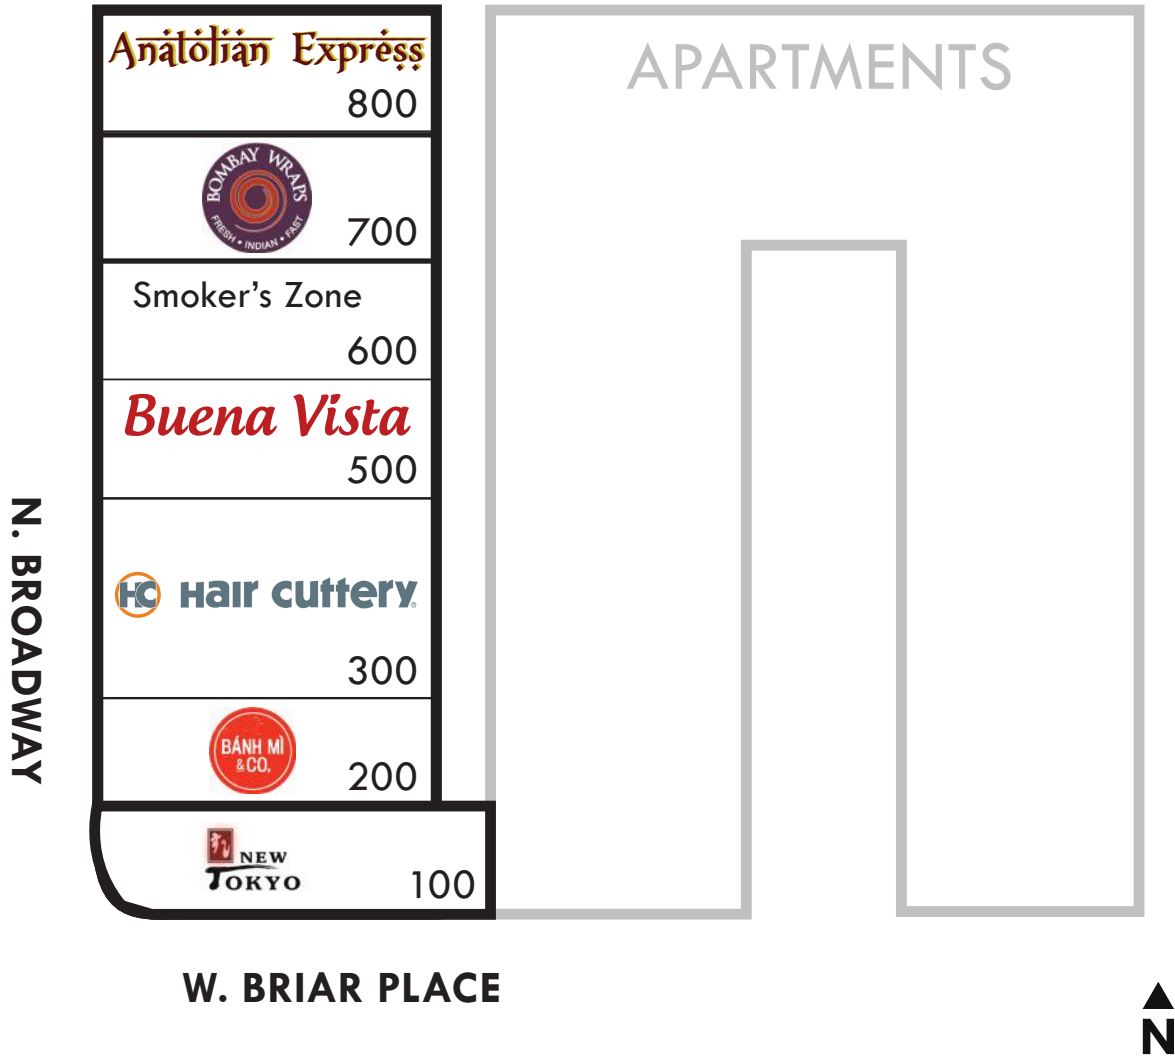 Anatolian Express
800
APARTMENTS
BOMBAY WRAPS
FRESH • INDIAN • FAST
700
Smoker's Zone
600
Buena Vista
500
HC Hair cuttery®
300
BÁNH MÌ
& CO.
200
NEW
TOKYO
100
N. BROADWAY
W. BRIAR PLACE
N